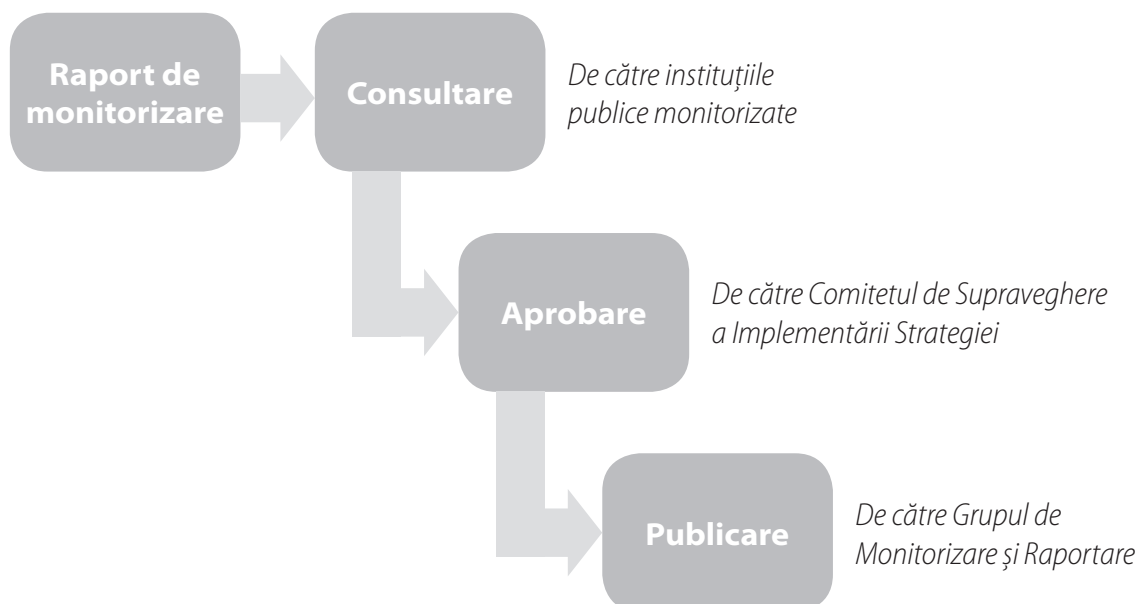 Raport de
monitorizare
Consultare
De către instituțiile
publice monitorizate
Aprobare
De către Comitetul de Supraveghere
a Implementării Strategiei
Publicare
De către Grupul de
Monitorizare și Raportare